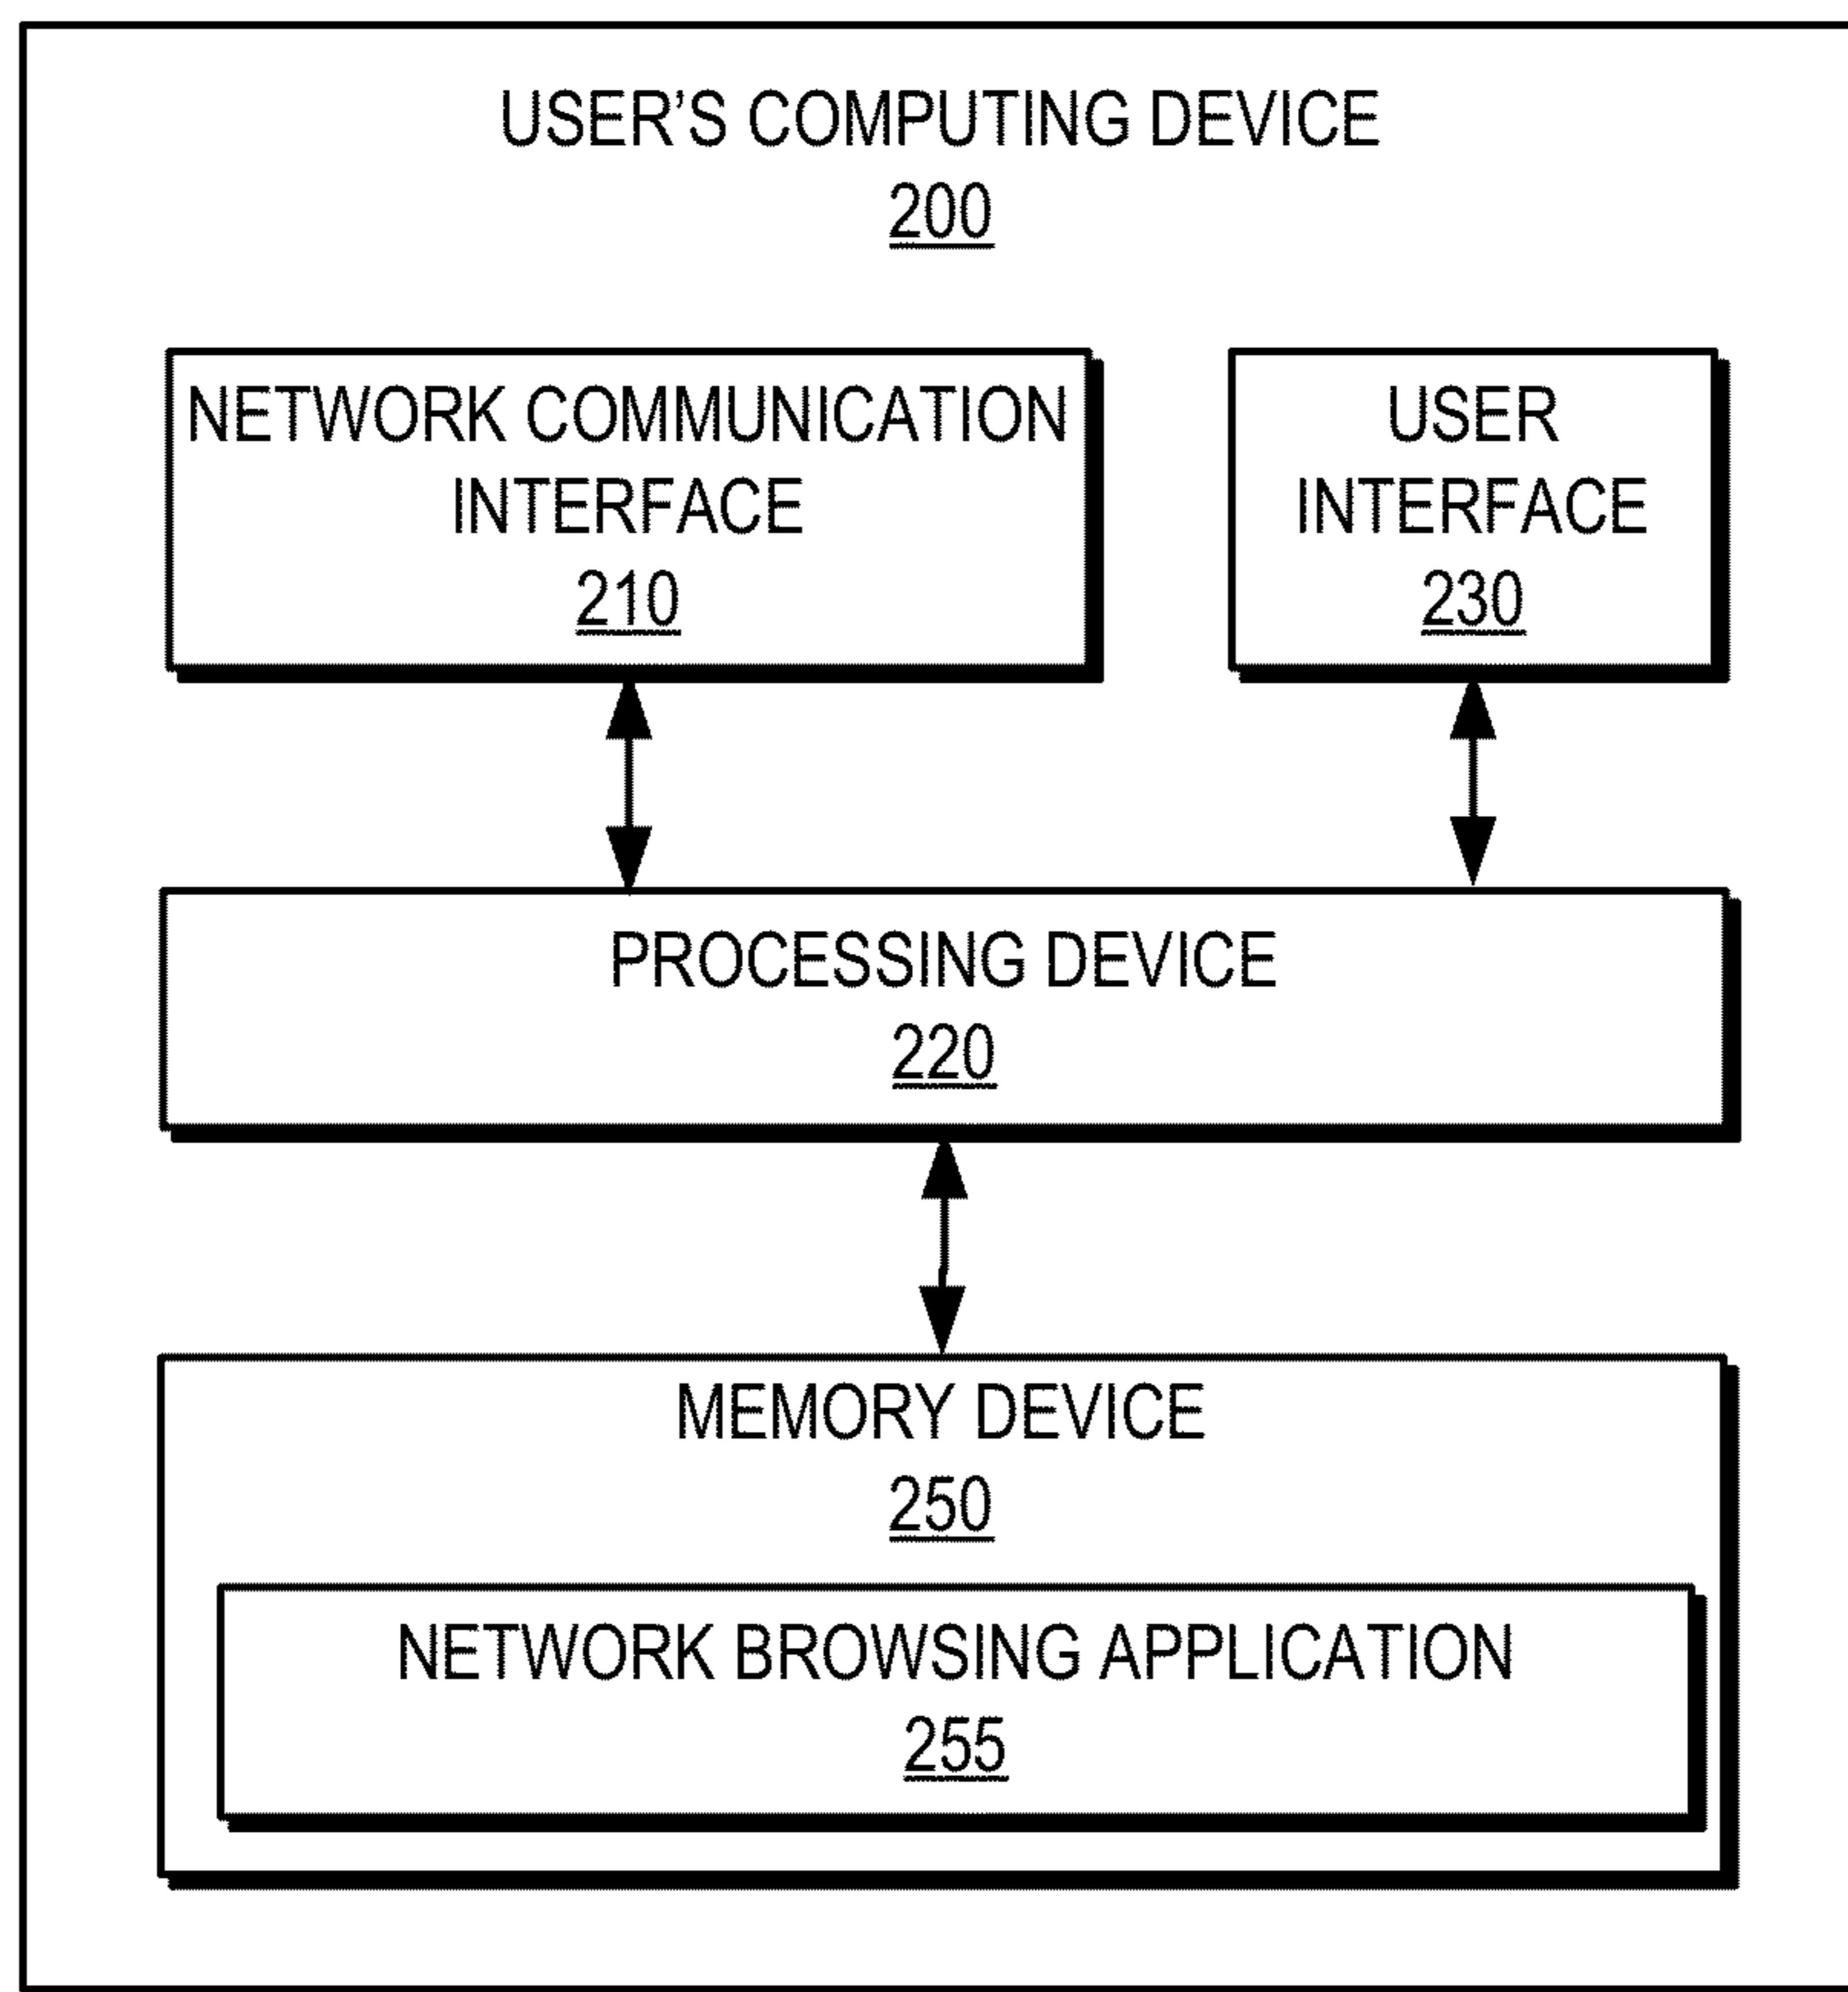 USER'S COMPUTING DEVICE
200
NETWORK COMMUNICATION
INTERFACE
210
USER
INTERFACE
230
PROCESSING DEVICE
220
MEMORY DEVICE
250
NETWORK BROWSING APPLICATION
255